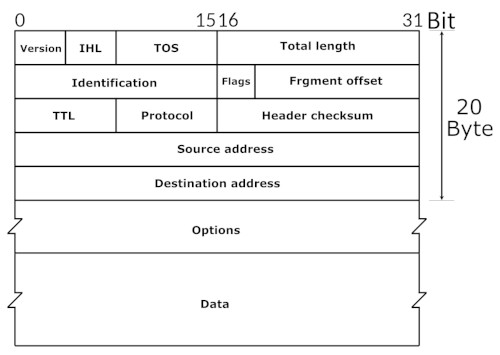 0 15 16 31 Bit
Version IHL TOS Total length
Identification Flags Frgment offset
TTL Protocol Header checksum
20
Byte
Source address
Destination address
Options
Data